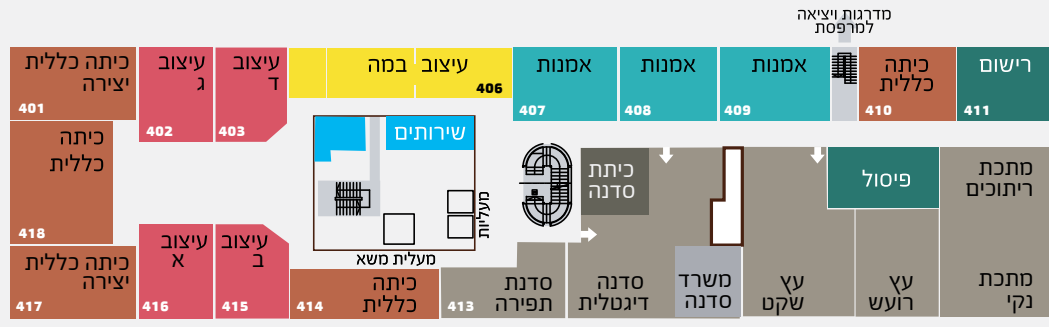 מדרגות ויציאה
למרפסת
כיתה כללית
יצירה
401
עיצוב
ג
402
עיצוב
ד
403
עיצוב במה
406
אמנות
407
אמנות
408
אמנות
409
כיתה
כללית
410
רישום
411
כיתה
כללית
418
שירותים
מעליות
מעלית משא
כיתת
סדנה
פיסול
מתכת
ריתוכים
כיתה כללית
יצירה
417
עיצוב
א
416
עיצוב
ב
415
כיתה
כללית
414
סדנת
תפירה
413
סדנה
דיגטלית
משרד
סדנה
עץ
שקט
עץ
רועש
מתכת
נקי